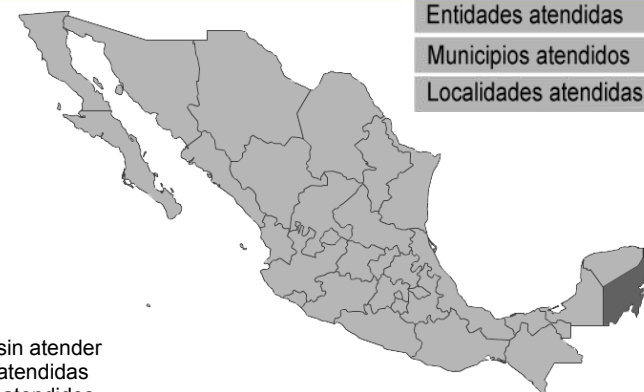 Entidades atendidas
Municipios atendidos
Localidades atendidas
sin atender
atendidas